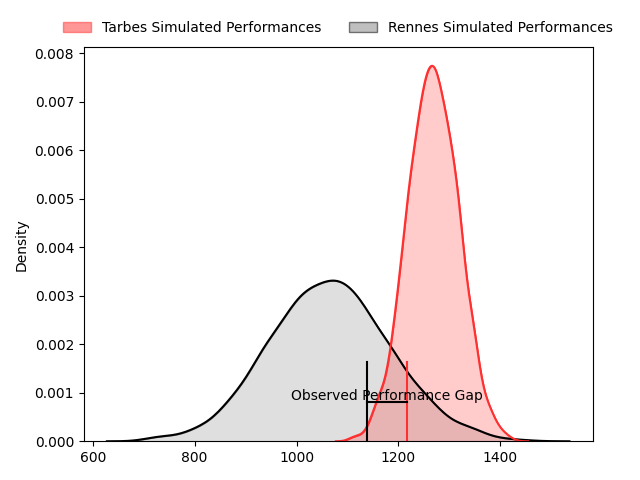 Tarbes Simulated Performances Rennes Simulated Performances
0.008
0.007
0.006
0.005
0.004
0.003
0.002
0.001
0.000
Density
Observed Performance Gap
600 800 1000 1200 1400